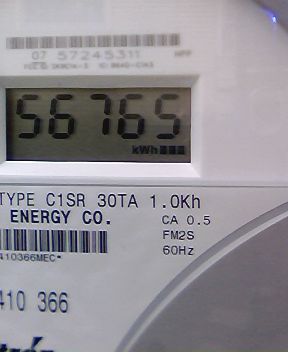 07 57245311
56765
kWh
TYPE C1SR 30TA 1.0Kh
ENERGY CO.
CA 0.5
FM2S
60Hz
410366MEC*
410 366